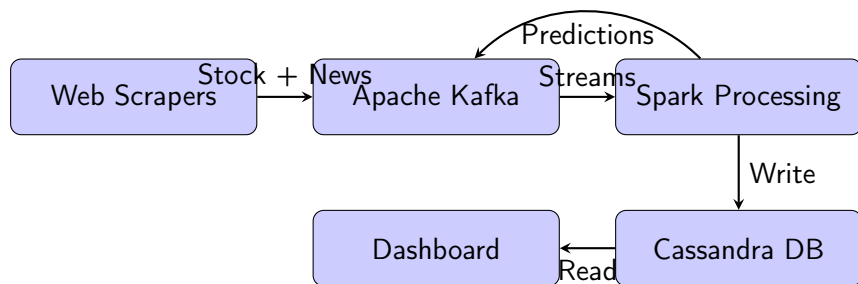 Predictions
Stock + News
Streams
Web Scrapers
Apache Kafka
Spark Processing
Write
Dashboard
Cassandra DB
Read